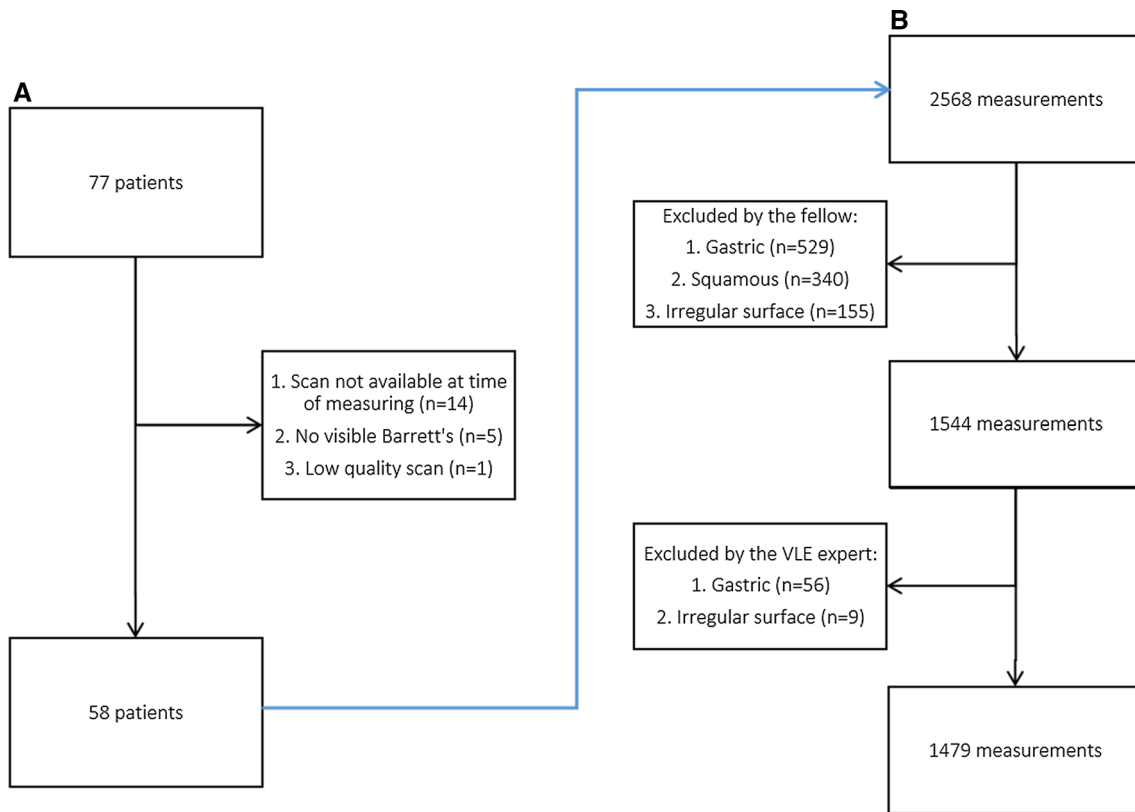 A
77 patients
1. Scan not available at time
of measuring (n=14)
2. No visible Barrett's (n=5)
3. Low quality scan (n=1)
58 patients
B
2568 measurements
Excluded by the fellow:
1. Gastric (n=529)
2. Squamous (n=340)
3. Irregular surface (n=155)
1544 measurements
Excluded by the VLE expert:
1. Gastric (n=56)
2. Irregular surface (n=9)
1479 measurements